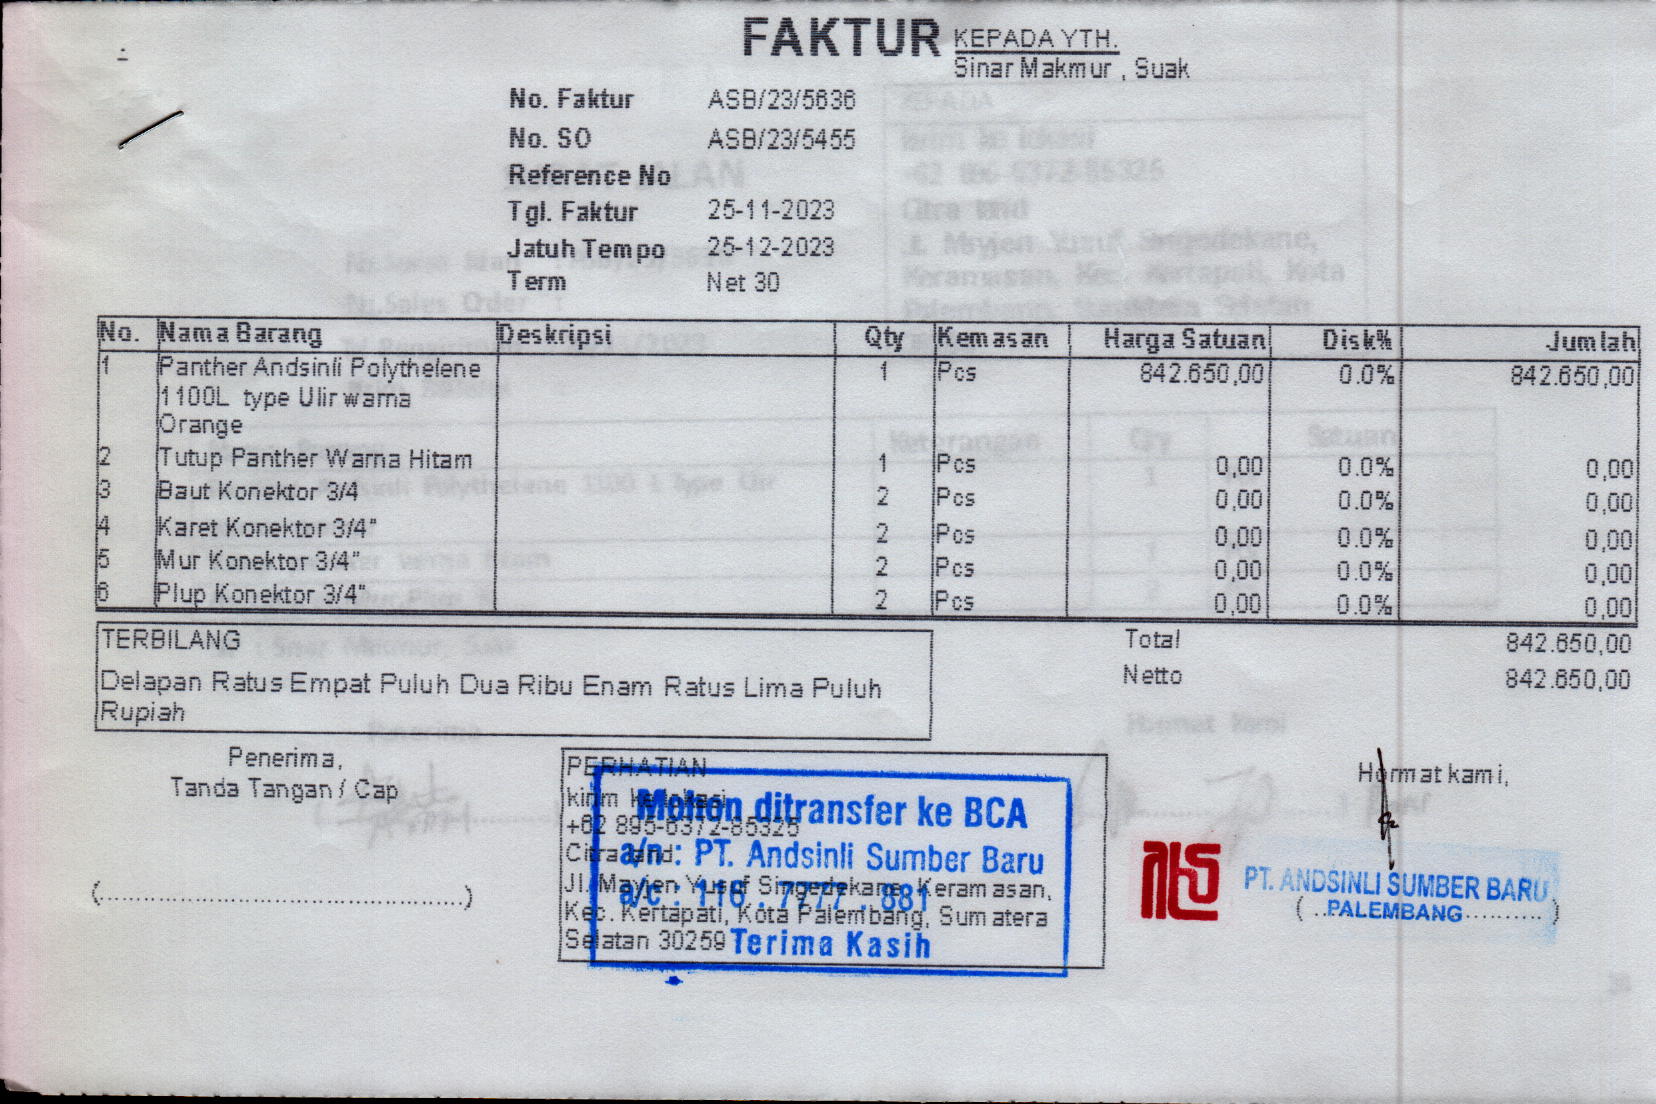 FAKTUR
KEPADA YTH.
Sinar Makmur , Suak
No. Faktur ASB/23/5636
No. SO ASB/23/5455
Reference No
Tgl. Faktur 25-11-2023
Jatuh Tempo 25-12-2023
Term Net 30
No. Nama Barang Deskripsi Qty Kemasan Harga Satuan Disk% Jumlah
1 Panther Andsinli Polythelene 1 Pcs 842.650,00 0.0% 842.650,00
1100L type Ulir warna
Orange
2 Tutup Panther Warna Hitam 1 Pcs 0,00 0.0% 0,00
3 Baut Konektor 3/4 2 Pcs 0,00 0.0% 0,00
4 Karet Konektor 3/4" 2 Pcs 0,00 0.0% 0,00
5 Mur Konektor 3/4" 2 Pcs 0,00 0.0% 0,00
6 Plup Konektor 3/4" 2 Pcs 0,00 0.0% 0,00
TERBILANG
Delapan Ratus Empat Puluh Dua Ribu Enam Ratus Lima Puluh
Rupiah
Total 842.650,00
Netto 842.650,00
Penerima,
Tanda Tangan / Cap
(....................................................)
PERHATIAN
kirim ke lokasi
+62 895-6372-85326
Citraland
Jl. Mayjen Yusuf Singedekane, Keramasan,
Kec. Kertapati, Kota Palembang, Sumatera
Selatan 30259
Mohon ditransfer ke BCA
a/n : PT. Andsinli Sumber Baru
a/c : 116 . 7777 . 881
Terima Kasih
Hormat kami,
PT. ANDSINLI SUMBER BARU
PALEMBANG